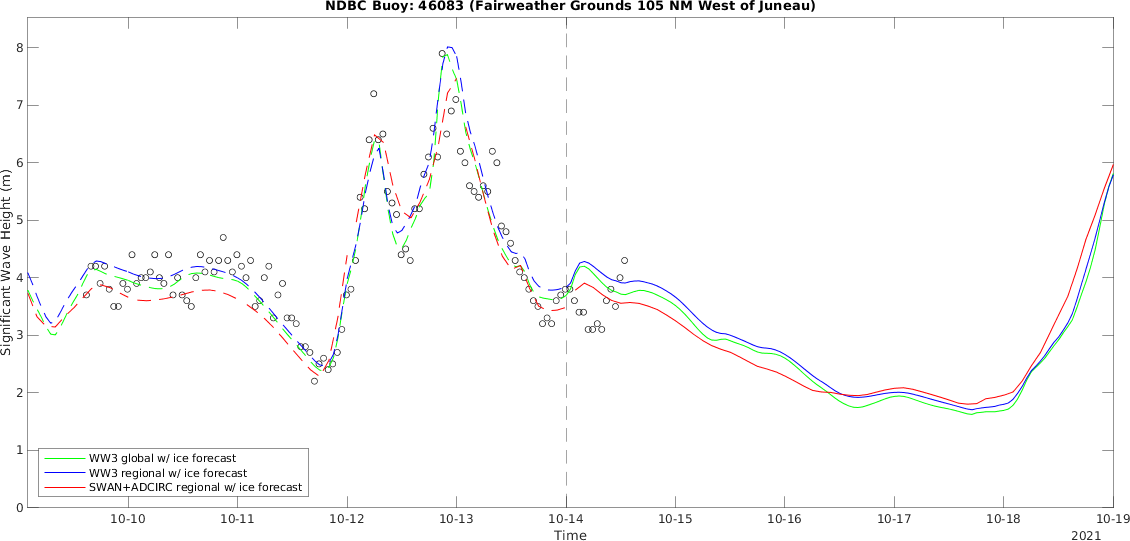 NDBC Buoy: 46083 (Fairweather Grounds 105 NM West of Juneau)
Significant Wave Height (m)
8
7
6
5
4
3
2
1
0
WW3 global w/ ice forecast
WW3 regional w/ ice forecast
SWAN+ADCIRC regional w/ ice forecast
10-10 10-11 10-12 10-13 10-14 10-15 10-16 10-17 10-18 10-19
Time
2021